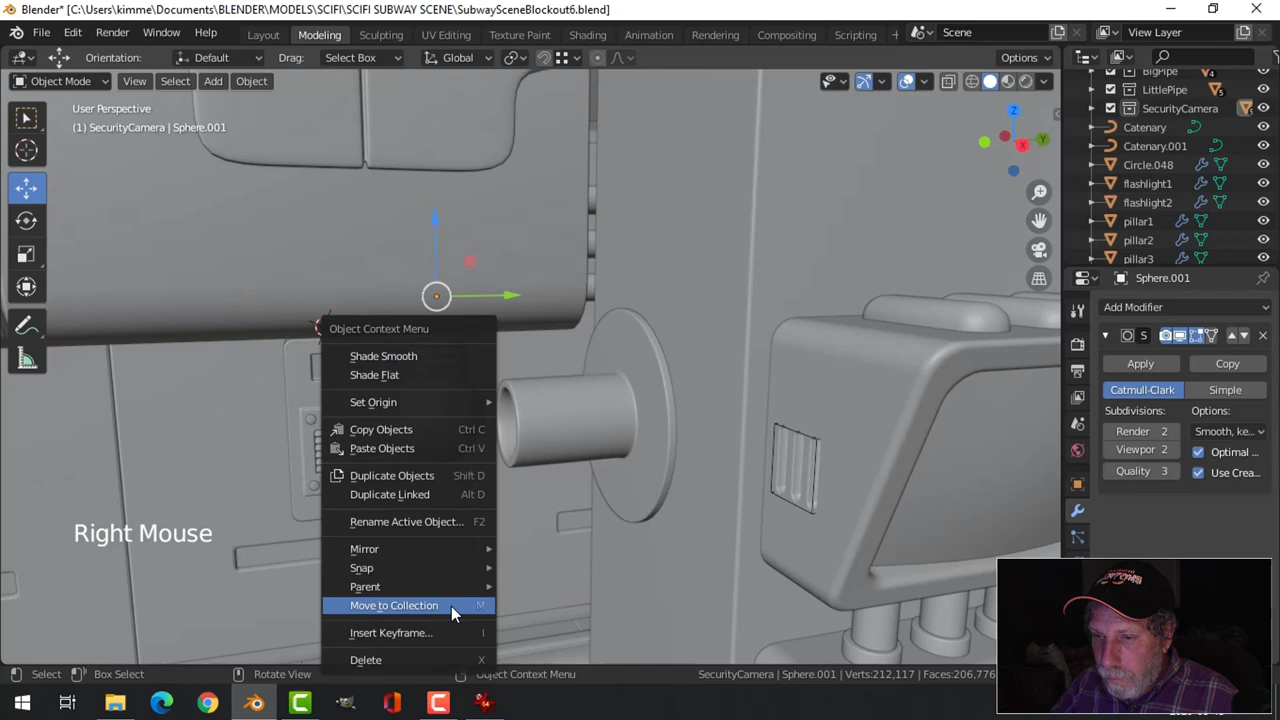 Blender* [C:\Users\kimme\Documents\BLENDER\MODELS\SCIFI\SCIFI SUBWAY SCENE\SubwaySceneBlockout6.blend]
File Edit Render Window Help Layout Modeling Sculpting UV Editing Texture Paint Shading Animation Rendering Compositing Scripting + Scene View Layer
Orientation: Default Drag: Select Box Global Options
Object Mode View Select Add Object
User Perspective
(1) SecurityCamera | Sphere.001
BigPipe 4
LittlePipe 5
SecurityCamera
Catenary
Catenary.001
Circle.048
flashlight1
flashlight2
pillar1
pillar2
pillar3
Z
Y
X
Sphere.001
Add Modifier
S
Apply Copy
Catmull-Clark Simple
Subdivisions: Options:
Render 2 Smooth, ke...
Viewpor 2 Optimal ...
Quality 3 Use Crea...
Object Context Menu
Shade Smooth
Shade Flat
Set Origin
Copy Objects Ctrl C
Paste Objects Ctrl V
Duplicate Objects Shift D
Duplicate Linked Alt D
Rename Active Object... F2
Mirror
Snap
Parent
Move to Collection M
Insert Keyframe... I
Delete X
Right Mouse
Select Box Select Rotate View Object Context Menu SecurityCamera | Sphere.001 | Verts:212,117 | Faces:206,776